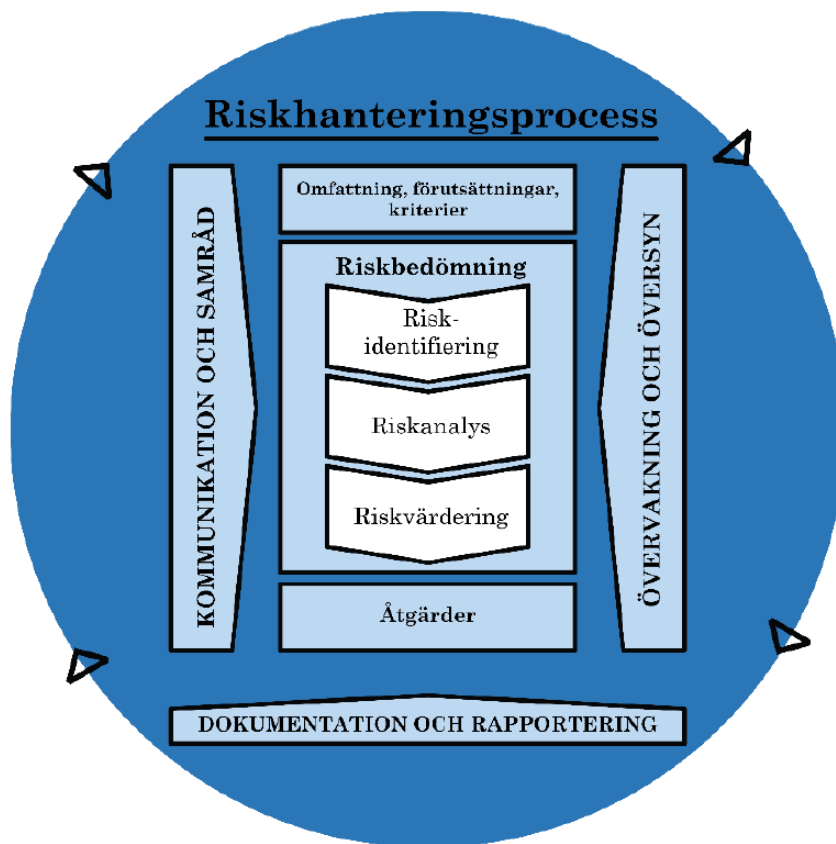 Riskhanteringsprocess
Omfattning, förutsättningar,
kriterier
KOMMUNIKATION OCH SAMRÅD
Riskbedömning
Risk-
identifiering
Riskanalys
Riskvärdering
Åtgärder
ÖVERVAKNING OCH ÖVERSYN
DOKUMENTATION OCH RAPPORTERING